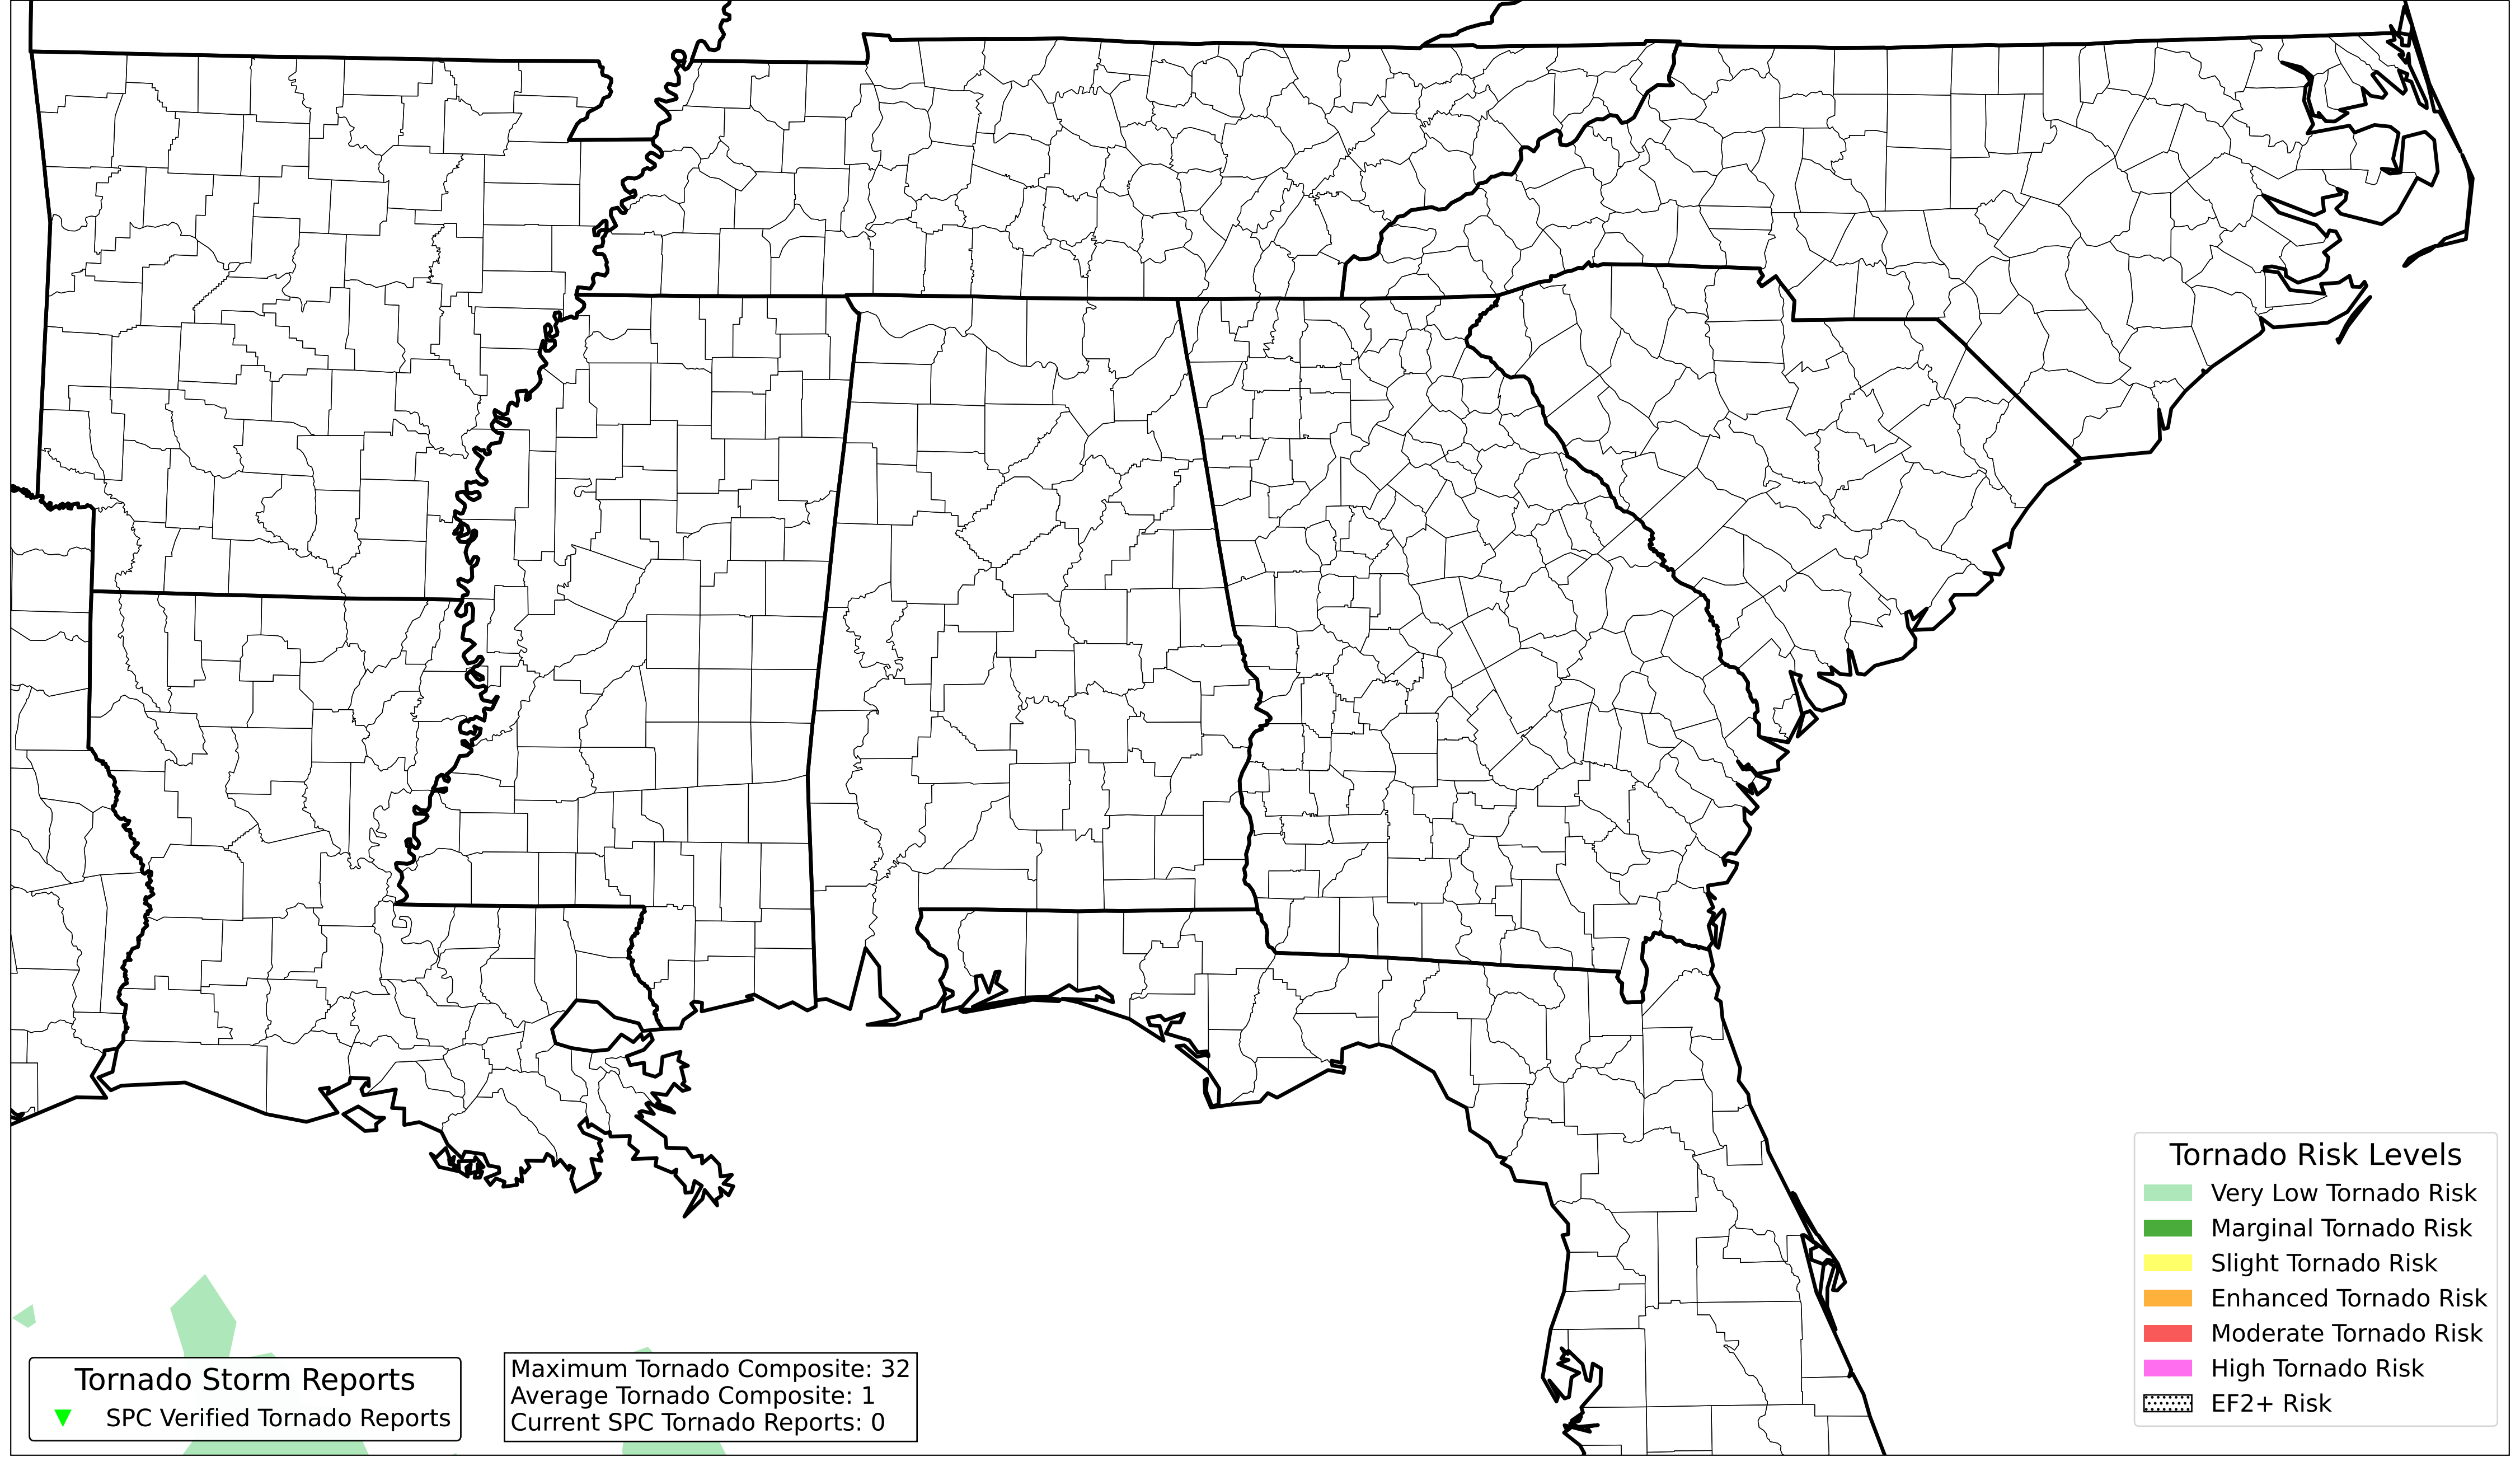 Tornado Storm Reports
SPC Verified Tornado Reports
Maximum Tornado Composite: 32
Average Tornado Composite: 1
Current SPC Tornado Reports: 0
Tornado Risk Levels
Very Low Tornado Risk
Marginal Tornado Risk
Slight Tornado Risk
Enhanced Tornado Risk
Moderate Tornado Risk
High Tornado Risk
EF2+ Risk